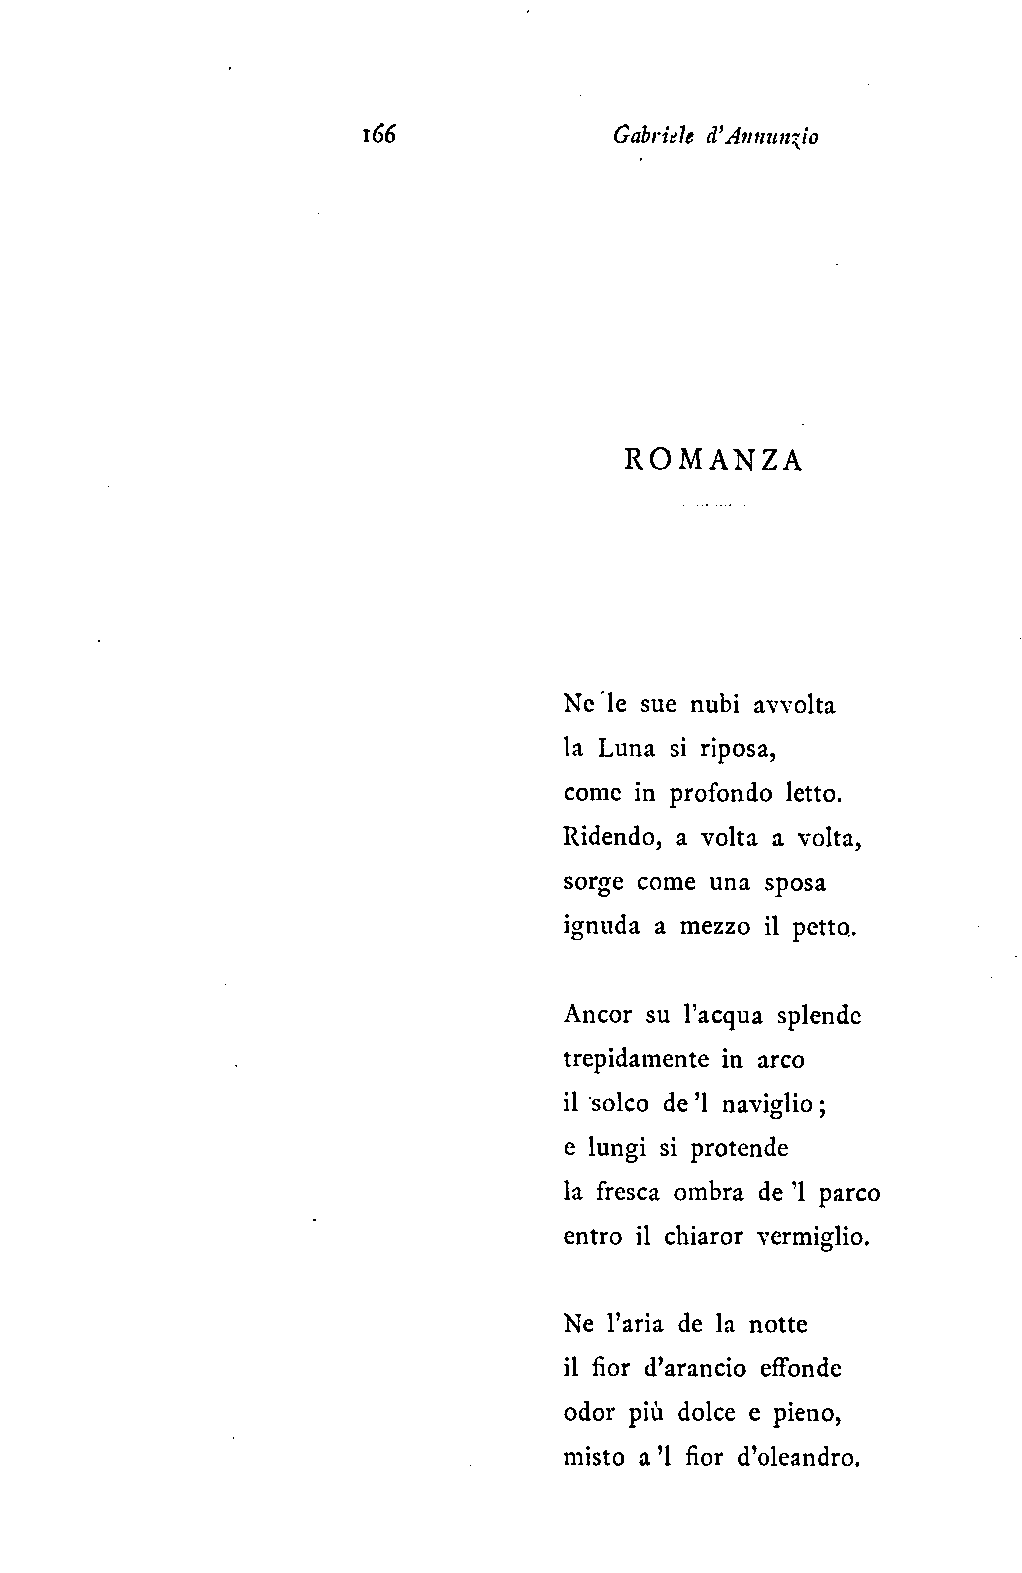 166 Gabriele d'Annunzio
ROMANZA
Ne le sue nubi avvolta
la Luna si riposa,
come in profondo letto.
Ridendo, a volta a volta,
sorge come una sposa
ignuda a mezzo il petto.
Ancor su l'acqua splende
trepidamente in arco
il solco de 'l naviglio;
e lungi si protende
la fresca ombra de 'l parco
entro il chiaror vermiglio.
Ne l'aria de la notte
il fior d'arancio effonde
odor più dolce e pieno,
misto a 'l fior d'oleandro.